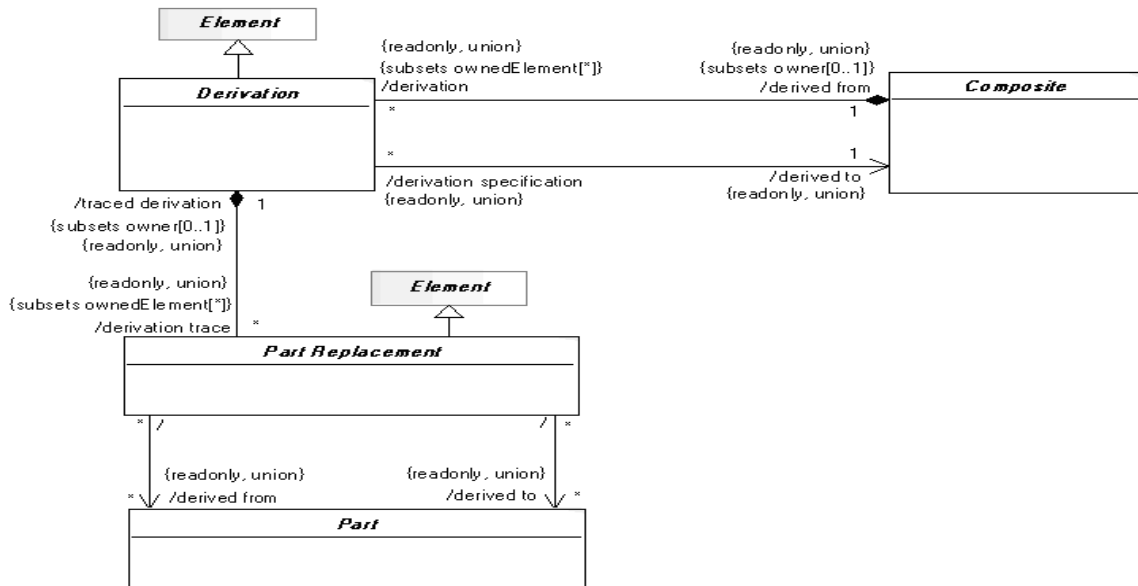 Element
{readonly, union}
{readonly, union}
{subsets ownedElement[*]}
{subsets owner[0..1]}
Derivation
/derivation
/derived from
Composite
*
1
*
1
/derivation specification
/derived to
{readonly, union}
{readonly, union}
/traced derivation
1
{subsets owner[0..1]}
{readonly, union}
{readonly, union}
Element
{subsets ownedElement[*]}
/derivation trace
*
Part Replacement
* /
/ *
{readonly, union}
{readonly, union}
* /derived from
/derived to *
Part